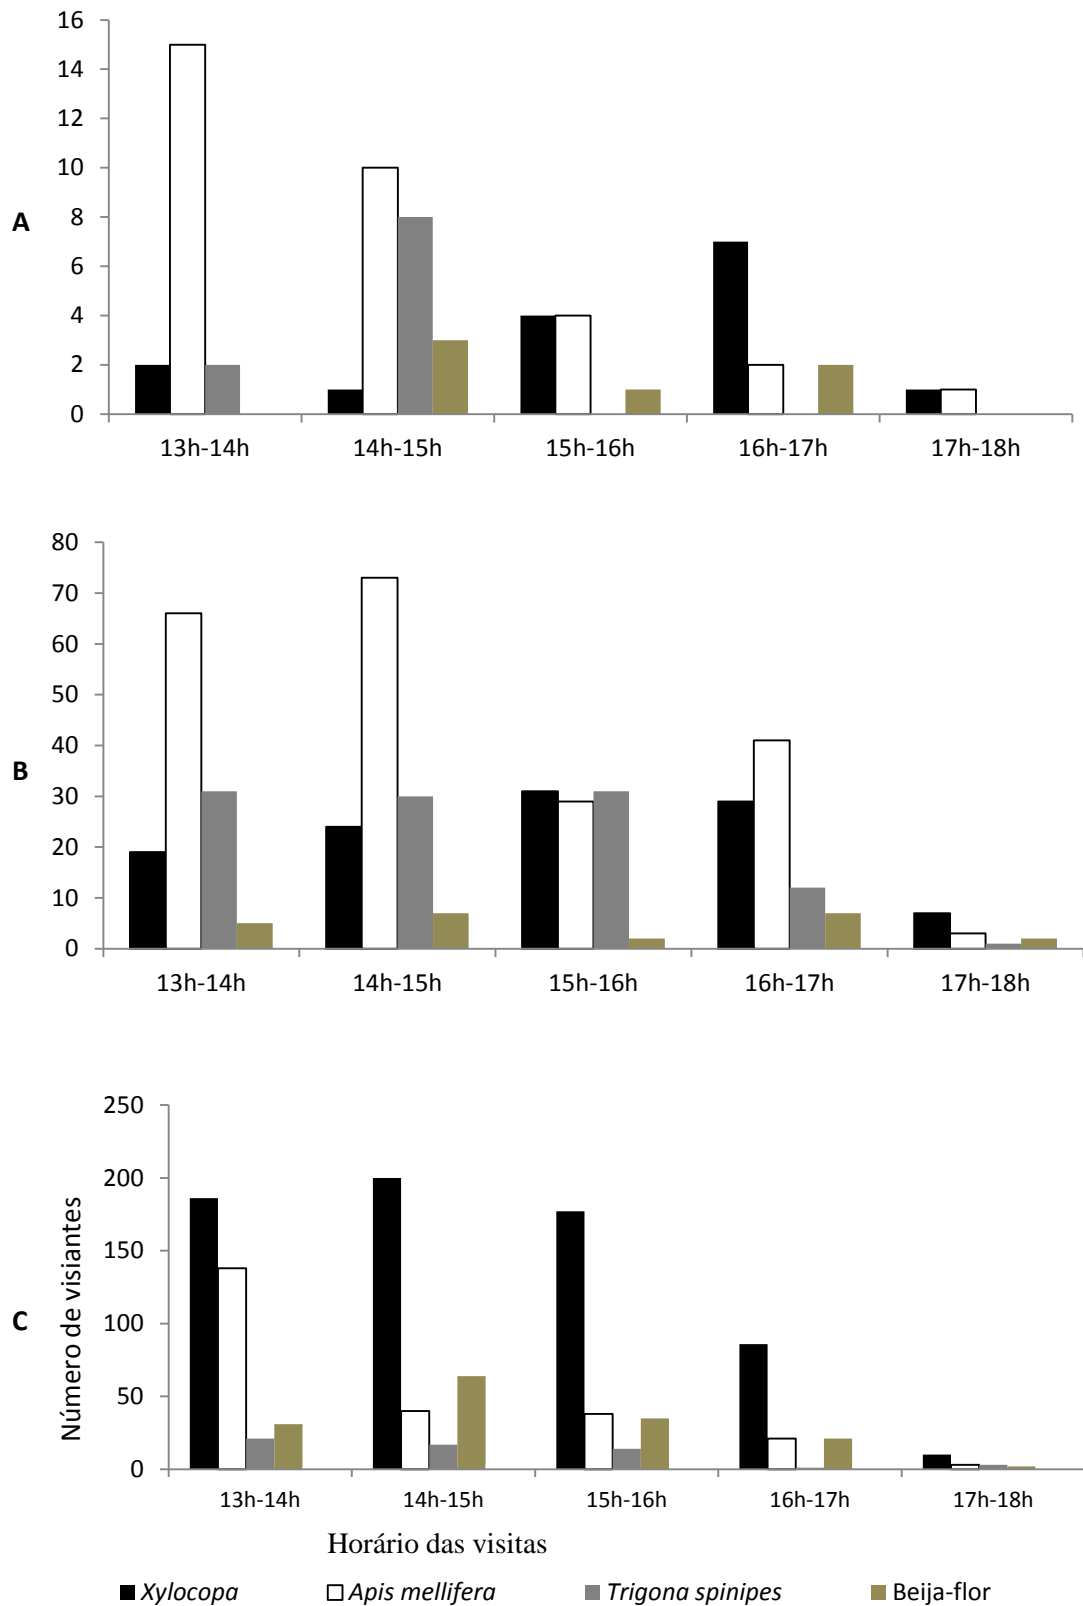 16
14
12
10
8
6
4
2
0
A
13h-14h 14h-15h 15h-16h 16h-17h 17h-18h
80
70
60
50
40
30
20
10
0
B
13h-14h 14h-15h 15h-16h 16h-17h 17h-18h
250
200
150
100
50
0
C
Número de visiantes
13h-14h 14h-15h 15h-16h 16h-17h 17h-18h
Horário das visitas
Xylocopa Apis mellifera Trigona spinipes Beija-flor